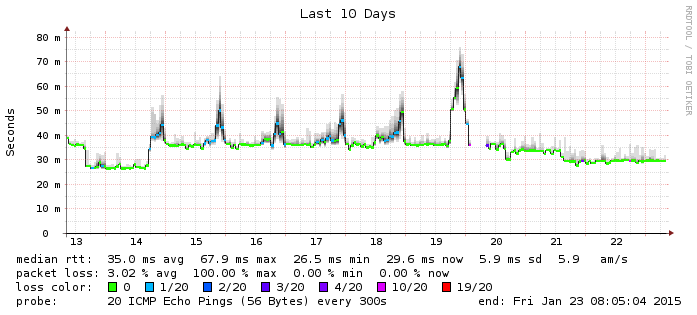 Last 10 Days
RRDTOOL / TOBI OETIKER
Seconds
80 m
70 m
60 m
50 m
40 m
30 m
20 m
10 m
0
13 14 15 16 17 18 19 20 21 22
median rtt: 35.0 ms avg 67.9 ms max 26.5 ms min 29.6 ms now 5.9 ms sd 5.9 am/s
packet loss: 3.02 % avg 100.00 % max 0.00 % min 0.00 % now
loss color: 0 1/20 2/20 3/20 4/20 10/20 19/20
probe: 20 ICMP Echo Pings (56 Bytes) every 300s end: Fri Jan 23 08:05:04 2015